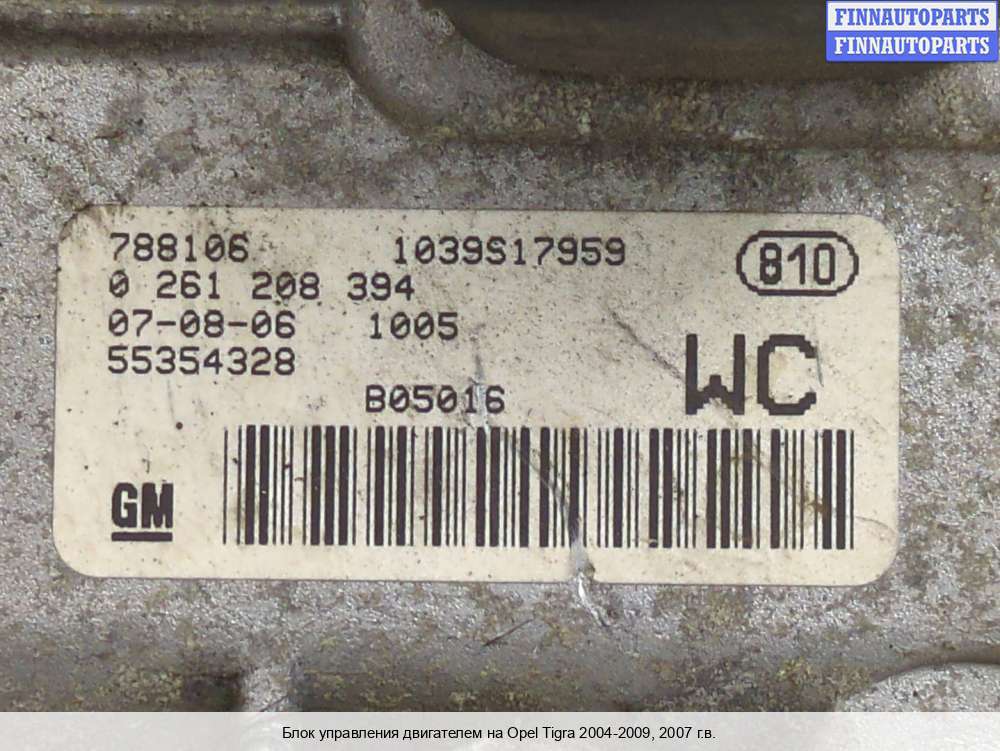 FINNAUTOPARTS
FINNAUTOPARTS
788106 1039S17959 810
0 261 208 394
07-08-06 1005
55354328
B05016 WC
GM
Блок управления двигателем на Opel Tigra 2004-2009, 2007 г.в.